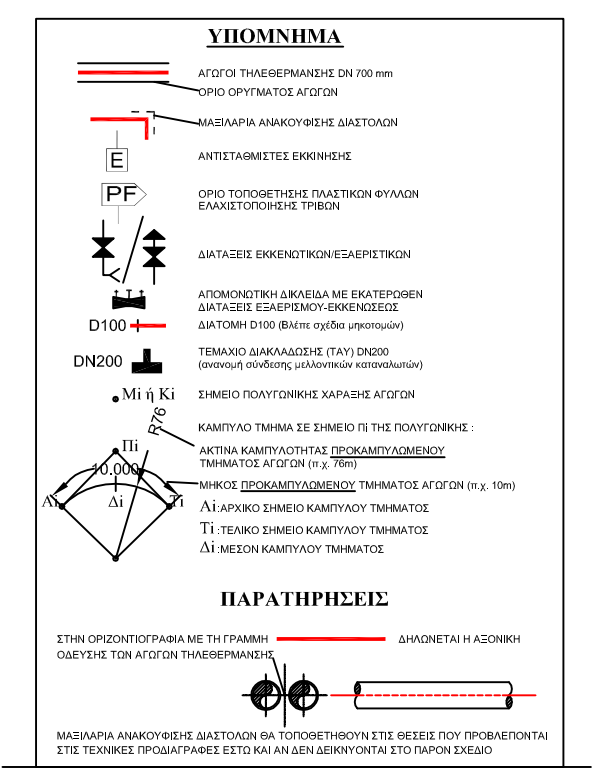 ΥΠΟΜΝΗΜΑ
ΑΓΩΓΟΙ ΤΗΛΕΘΕΡΜΑΝΣΗΣ DN 700 mm
ΟΡΙΟ ΟΡΥΓΜΑΤΟΣ ΑΓΩΓΩΝ
ΜΑΞΙΛΑΡΙΑ ΑΝΑΚΟΥΦΙΣΗΣ ΔΙΑΣΤΟΛΩΝ
E
ΑΝΤΙΣΤΑΘΜΙΣΤΕΣ ΕΚΚΙΝΗΣΗΣ
PF
ΟΡΙΟ ΤΟΠΟΘΕΤΗΣΗΣ ΠΛΑΣΤΙΚΩΝ ΦΥΛΛΩΝ
ΕΛΑΧΙΣΤΟΠΟΙΗΣΗΣ ΤΡΙΒΩΝ
ΔΙΑΤΑΞΕΙΣ ΕΚΚΕΝΩΤΙΚΩΝ/ΕΞΑΕΡΙΣΤΙΚΩΝ
ΑΠΟΜΟΝΩΤΙΚΗ ΔΙΚΛΕΙΔΑ ΜΕ ΕΚΑΤΕΡΩΘΕΝ
ΔΙΑΤΑΞΕΙΣ ΕΞΑΕΡΙΣΜΟΥ-ΕΚΚΕΝΩΣΕΩΣ
D100
ΔΙΑΤΟΜΗ D100 (Βλέπε σχέδια μηκοτομών)
DN200
ΤΕΜΑΧΙΟ ΔΙΑΚΛΑΔΩΣΗΣ (ΤΑΥ) DN200
(ανανομή σύνδεσης μελλοντικών καταναλωτών)
Mi ή Ki
ΣΗΜΕΙΟ ΠΟΛΥΓΩΝΙΚΗΣ ΧΑΡΑΞΗΣ ΑΓΩΓΩΝ
R76
ΚΑΜΠΥΛΟ ΤΜΗΜΑ ΣΕ ΣΗΜΕΙΟ Πi ΤΗΣ ΠΟΛΥΓΩΝΙΚΗΣ :
Πi
ΑΚΤΙΝΑ ΚΑΜΠΥΛΟΤΗΤΑΣ ΠΡΟΚΑΜΠΥΛΩΜΕΝΟΥ
ΤΜΗΜΑΤΟΣ ΑΓΩΓΩΝ (π.χ. 76m)
10.000
ΜΗΚΟΣ ΠΡΟΚΑΜΠΥΛΩΜΕΝΟΥ ΤΜΗΜΑΤΟΣ ΑΓΩΓΩΝ (π.χ. 10m)
Ai Δi Ti
Ai :ΑΡΧΙΚΟ ΣΗΜΕΙΟ ΚΑΜΠΥΛΟΥ ΤΜΗΜΑΤΟΣ
Ti :ΤΕΛΙΚΟ ΣΗΜΕΙΟ ΚΑΜΠΥΛΟΥ ΤΜΗΜΑΤΟΣ
Δi :ΜΕΣΟΝ ΚΑΜΠΥΛΟΥ ΤΜΗΜΑΤΟΣ
ΠΑΡΑΤΗΡΗΣΕΙΣ
ΣΤΗΝ ΟΡΙΖΟΝΤΙΟΓΡΑΦΙΑ ΜΕ ΤΗ ΓΡΑΜΜΗ ΔΗΛΩΝΕΤΑΙ Η ΑΞΟΝΙΚΗ
ΟΔΕΥΣΗΣ ΤΩΝ ΑΓΩΓΩΝ ΤΗΛΕΘΕΡΜΑΝΣΗΣ
ΜΑΞΙΛΑΡΙΑ ΑΝΑΚΟΥΦΙΣΗΣ ΔΙΑΣΤΟΛΩΝ ΘΑ ΤΟΠΟΘΕΤΗΘΟΥΝ ΣΤΙΣ ΘΕΣΕΙΣ ΠΟΥ ΠΡΟΒΛΕΠΟΝΤΑΙ
ΣΤΙΣ ΤΕΧΝΙΚΕΣ ΠΡΟΔΙΑΓΡΑΦΕΣ ΕΣΤΩ ΚΑΙ ΑΝ ΔΕΝ ΔΕΙΚΝΥΟΝΤΑΙ ΣΤΟ ΠΑΡΟΝ ΣΧΕΔΙΟ